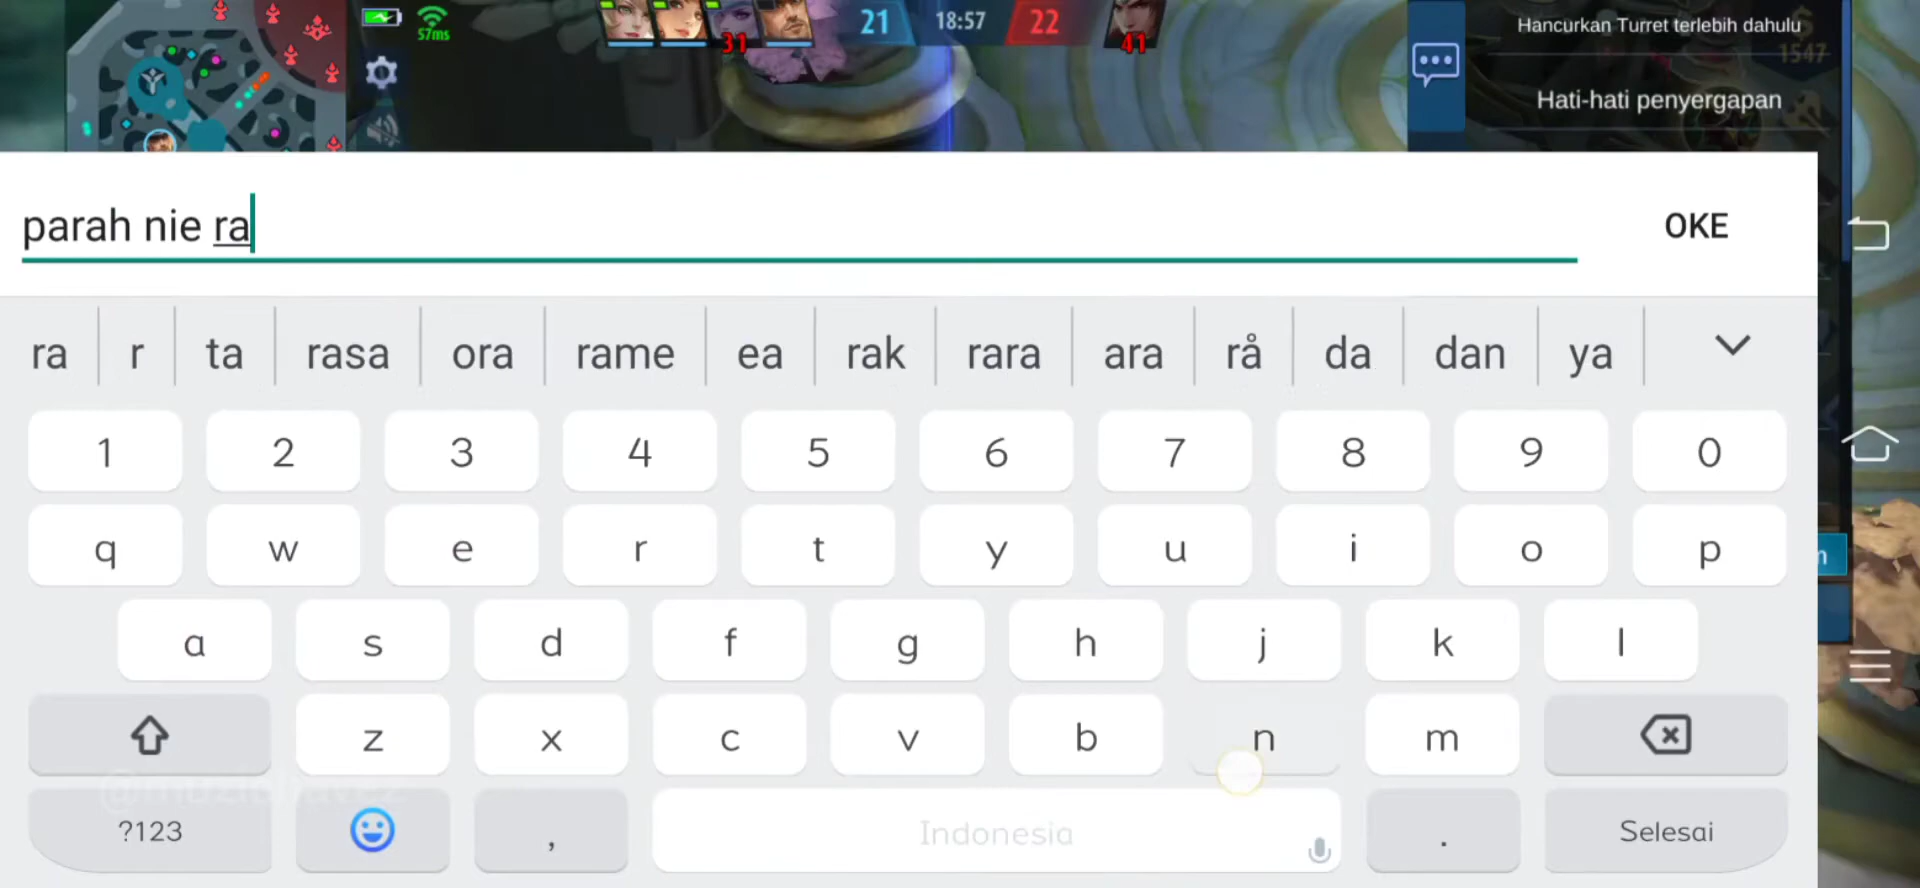 57ms
31
21
18:57
22
41
Hancurkan Turret terlebih dahulu
1547
Hati-hati penyergapan
parah nie ra
OKE
ra r ta rasa ora rame ea rak rara ara rå da dan ya
1 2 3 4 5 6 7 8 9 0
q w e r t y u i o p
a s d f g h j k l
z x c v b n m
?123 , Indonesia . Selesai